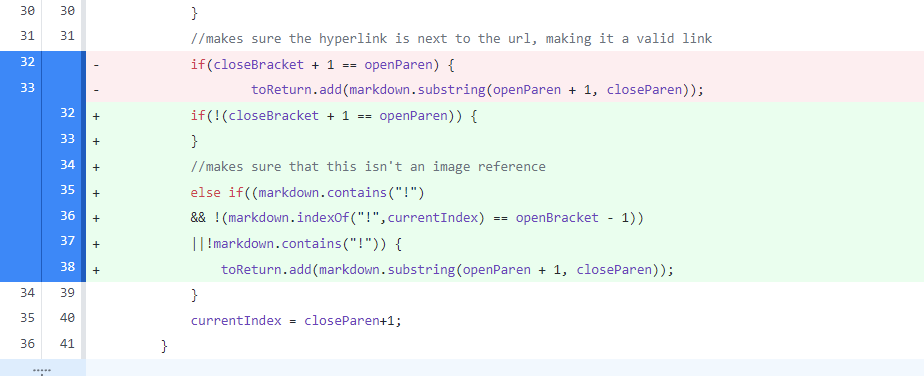 30 30 }
31 31 //makes sure the hyperlink is next to the url, making it a valid link
32 - if(closeBracket + 1 == openParen) {
33 - toReturn.add(markdown.substring(openParen + 1, closeParen));
32 + if(!(closeBracket + 1 == openParen)) {
33 + }
34 + //makes sure that this isn't an image reference
35 + else if((markdown.contains("!")
36 + && !(markdown.indexOf("!",currentIndex) == openBracket - 1))
37 + ||!markdown.contains("!")) {
38 + toReturn.add(markdown.substring(openParen + 1, closeParen));
34 39 }
35 40 currentIndex = closeParen+1;
36 41 }